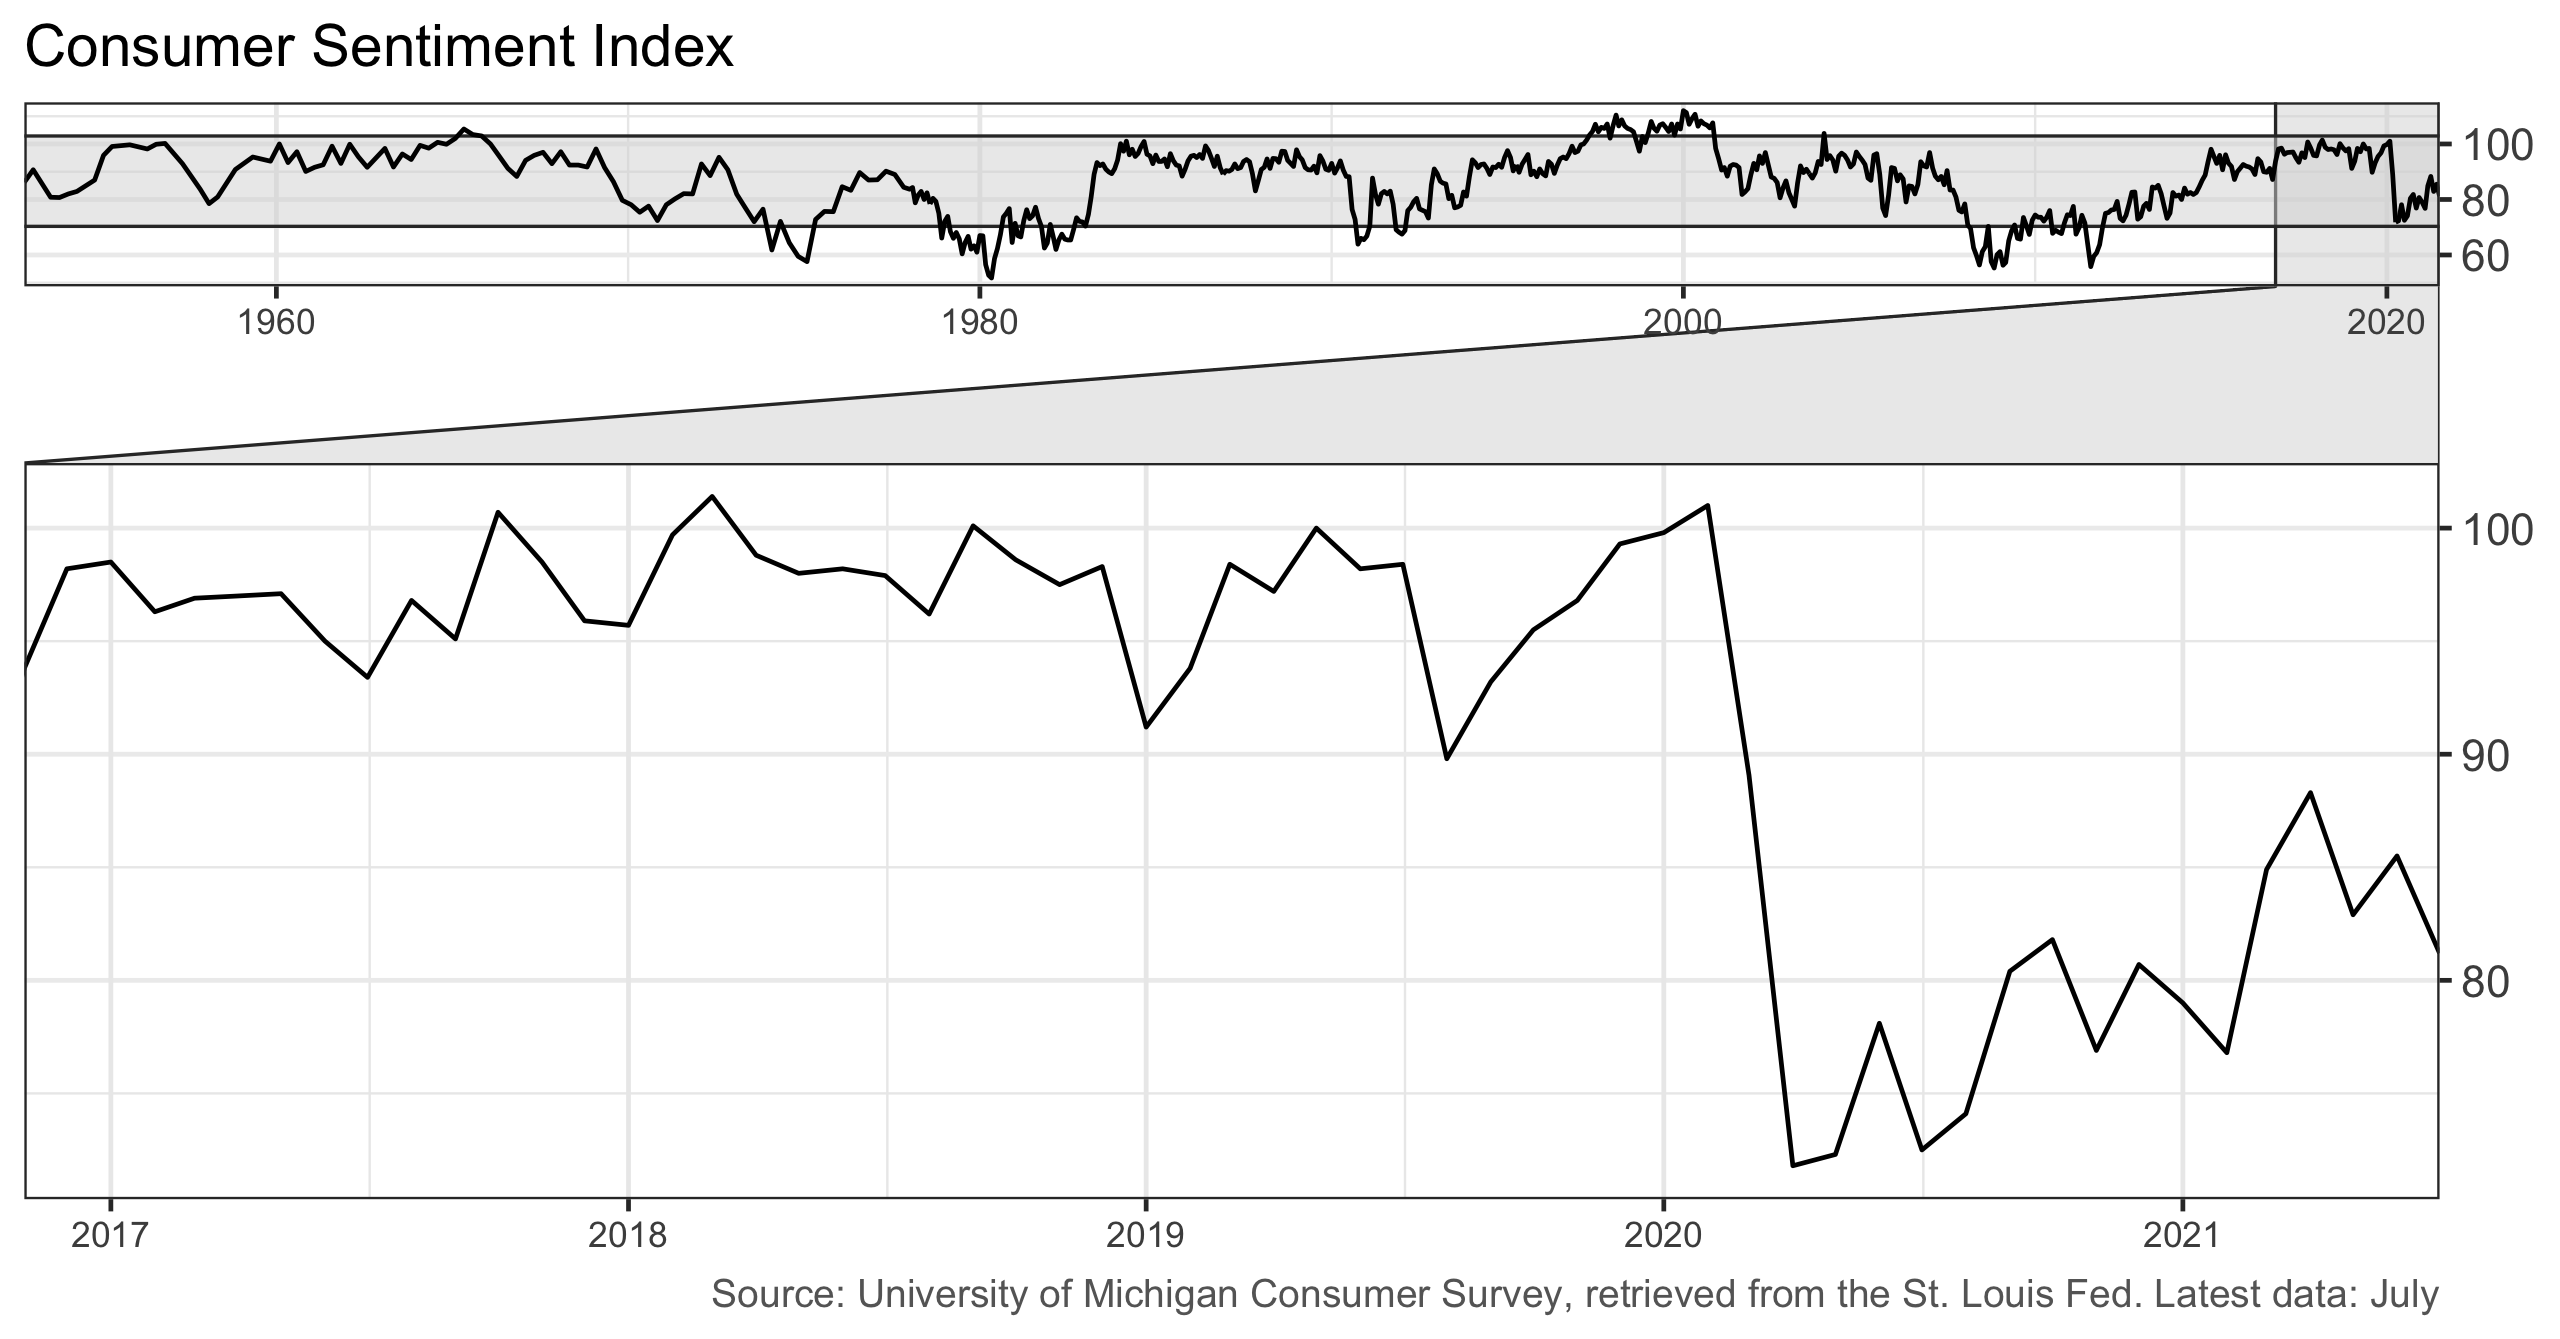 Consumer Sentiment Index
100
80
60
1960 1980 2000 2020
100
90
80
2017 2018 2019 2020 2021
Source: University of Michigan Consumer Survey, retrieved from the St. Louis Fed. Latest data: July